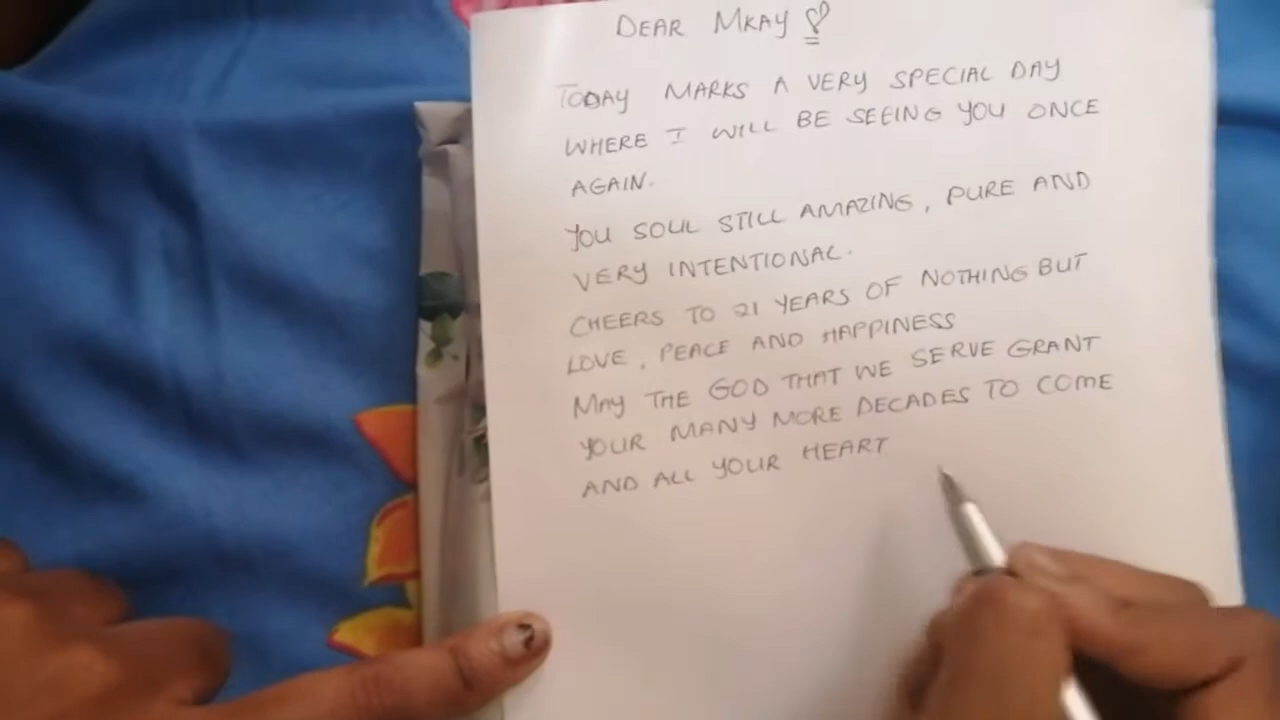 DEAR MKAY
TODAY MARKS A VERY SPECIAL DAY
WHERE I WILL BE SEEING YOU ONCE
AGAIN.
YOU SOUL STILL AMAZING, PURE AND
VERY INTENTIONAL.
CHEERS TO 21 YEARS OF NOTHING BUT
LOVE, PEACE AND HAPPINESS
MAY THE GOD THAT WE SERVE GRANT
YOUR MANY MORE DECADES TO COME
AND ALL YOUR HEART